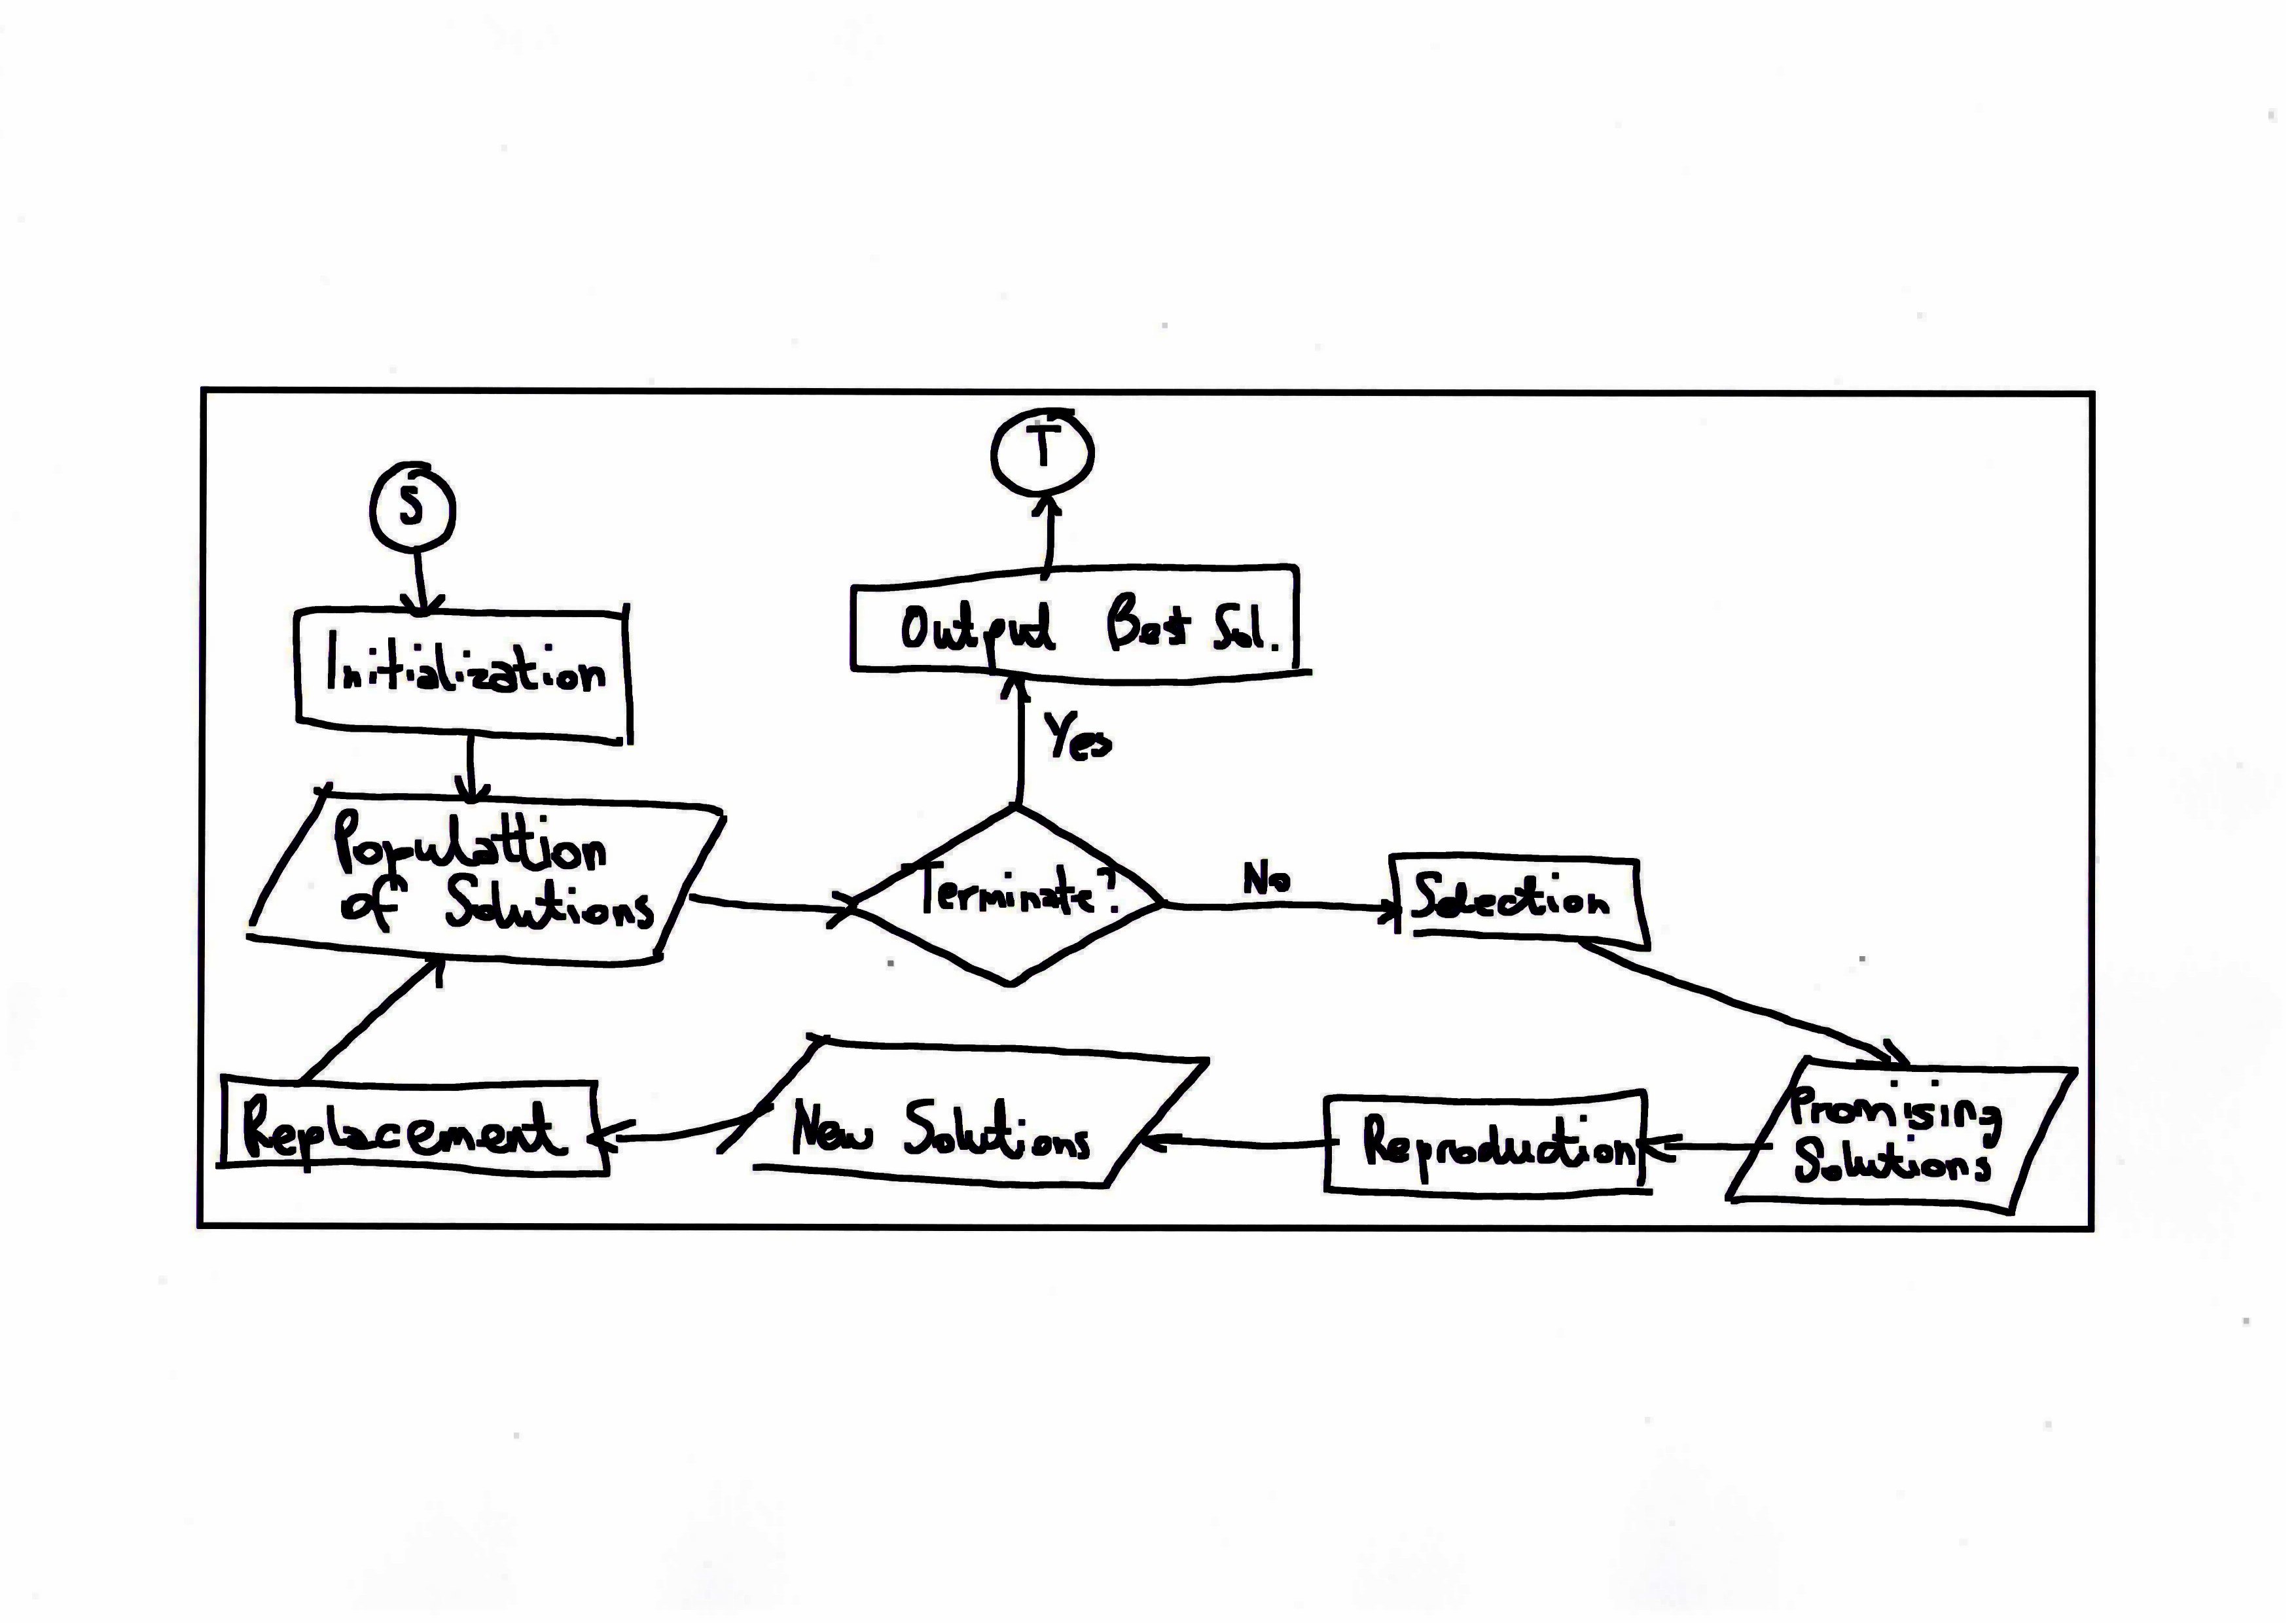 S
Initialization
Populattion
of Solutions
T
Output Best Sol.
Yes
Terminate?
No
Selection
Promising
Solutions
Reproduction
New Solutions
Replacement